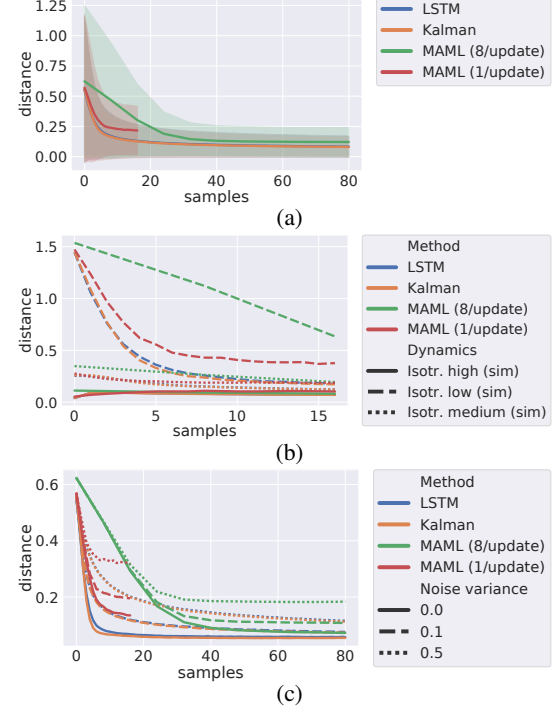 1.25
1.00
0.75
0.50
0.25
0.00
distance
0 20 40 60 80
samples
LSTM
Kalman
MAML (8/update)
MAML (1/update)
(a)
1.5
1.0
0.5
0.0
distance
0 5 10 15
samples
Method
LSTM
Kalman
MAML (8/update)
MAML (1/update)
Dynamics
Isotr. high (sim)
Isotr. low (sim)
Isotr. medium (sim)
(b)
0.6
0.4
0.2
distance
0 20 40 60 80
samples
Method
LSTM
Kalman
MAML (8/update)
MAML (1/update)
Noise variance
0.0
0.1
0.5
(c)